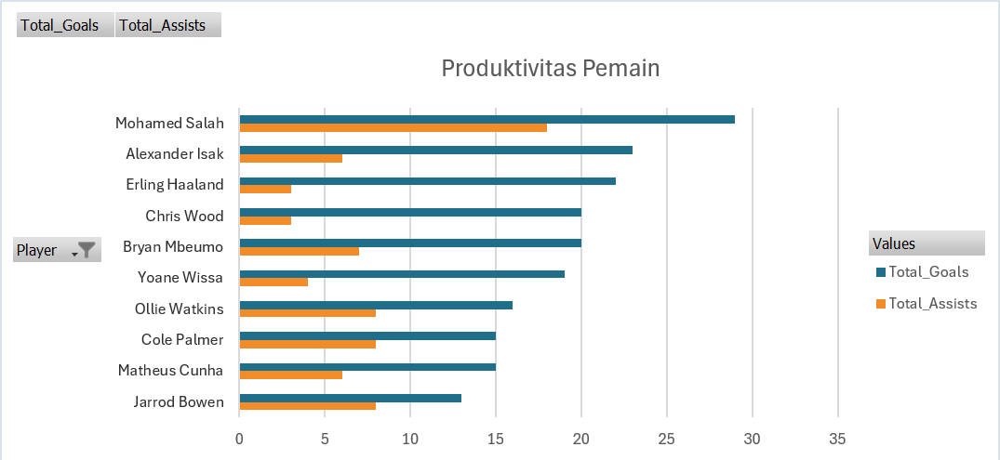 Total_Goals Total_Assists
Produktivitas Pemain
Mohamed Salah
Alexander Isak
Erling Haaland
Chris Wood
Bryan Mbeumo
Yoane Wissa
Ollie Watkins
Cole Palmer
Matheus Cunha
Jarrod Bowen
0 5 10 15 20 25 30 35
Player
Values
Total_Goals
Total_Assists